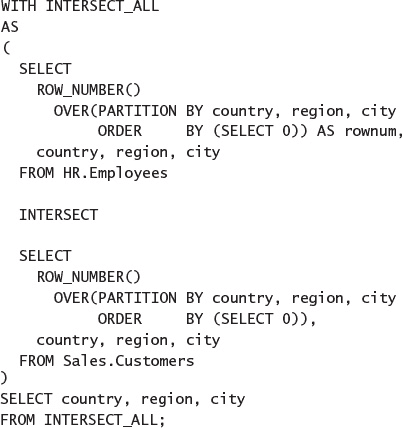 WITH INTERSECT_ALL
AS
(
  SELECT
    ROW_NUMBER()
      OVER(PARTITION BY country, region, city
           ORDER     BY (SELECT 0)) AS rownum,
    country, region, city
  FROM HR.Employees

  INTERSECT

  SELECT
    ROW_NUMBER()
      OVER(PARTITION BY country, region, city
           ORDER     BY (SELECT 0)),
    country, region, city
  FROM Sales.Customers
)
SELECT country, region, city
FROM INTERSECT_ALL;